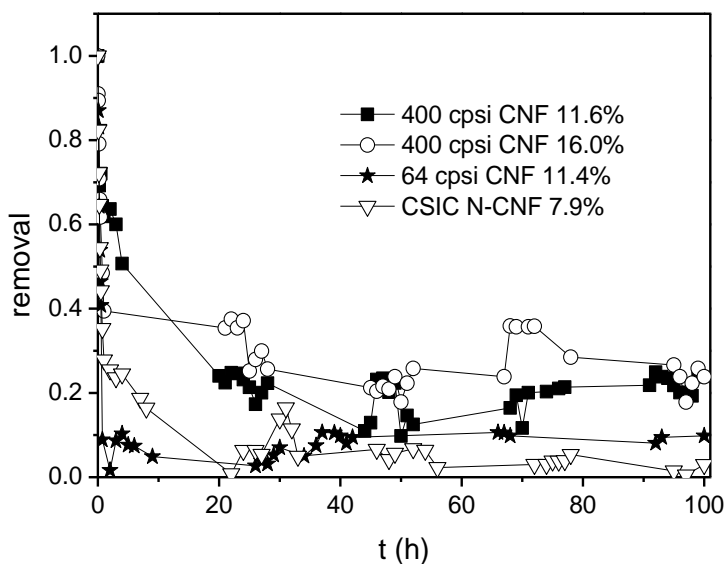 1.0
0.8
0.6
0.4
0.2
0.0
removal
400 cpsi CNF 11.6%
400 cpsi CNF 16.0%
64 cpsi CNF 11.4%
CSIC N-CNF 7.9%
0 20 40 60 80 100
t (h)